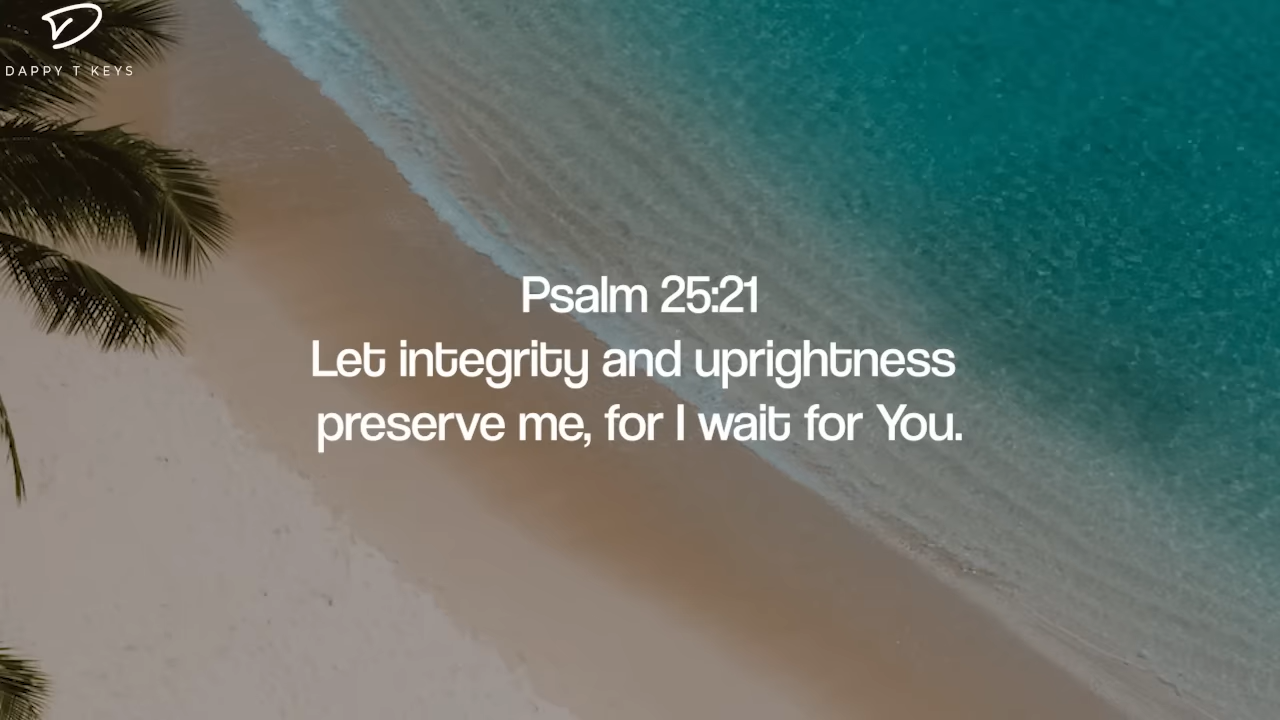 DAPPY T KEYS
Psalm 25:21
Let integrity and uprightness
preserve me, for I wait for You.